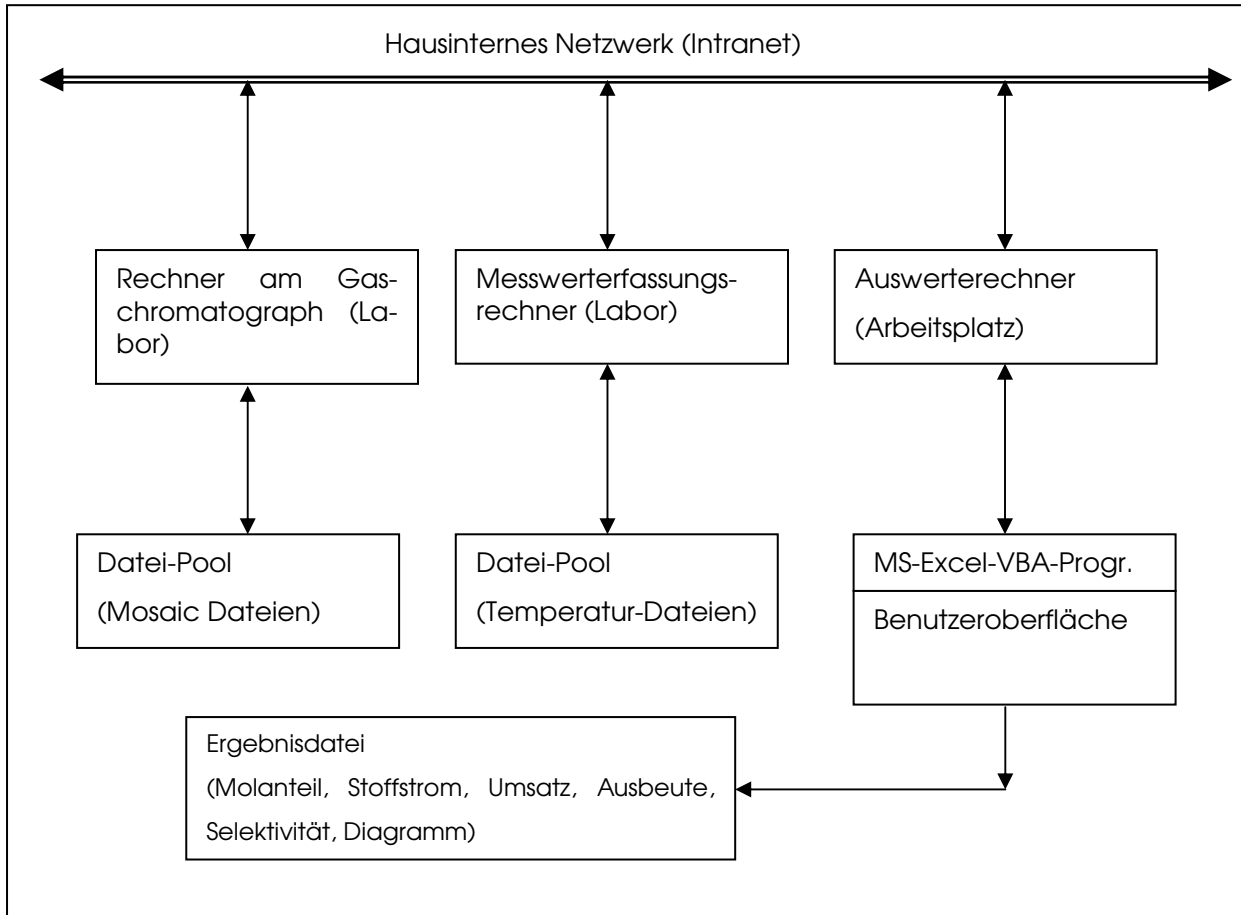 Hausinternes Netzwerk (Intranet)
Rechner am Gas-
chromatograph (La-
bor)
Messwerterfassungs-
rechner (Labor)
Auswerterechner
(Arbeitsplatz)
Datei-Pool
(Mosaic Dateien)
Datei-Pool
(Temperatur-Dateien)
MS-Excel-VBA-Progr.
Benutzeroberfläche
Ergebnisdatei
(Molanteil, Stoffstrom, Umsatz, Ausbeute,
Selektivität, Diagramm)